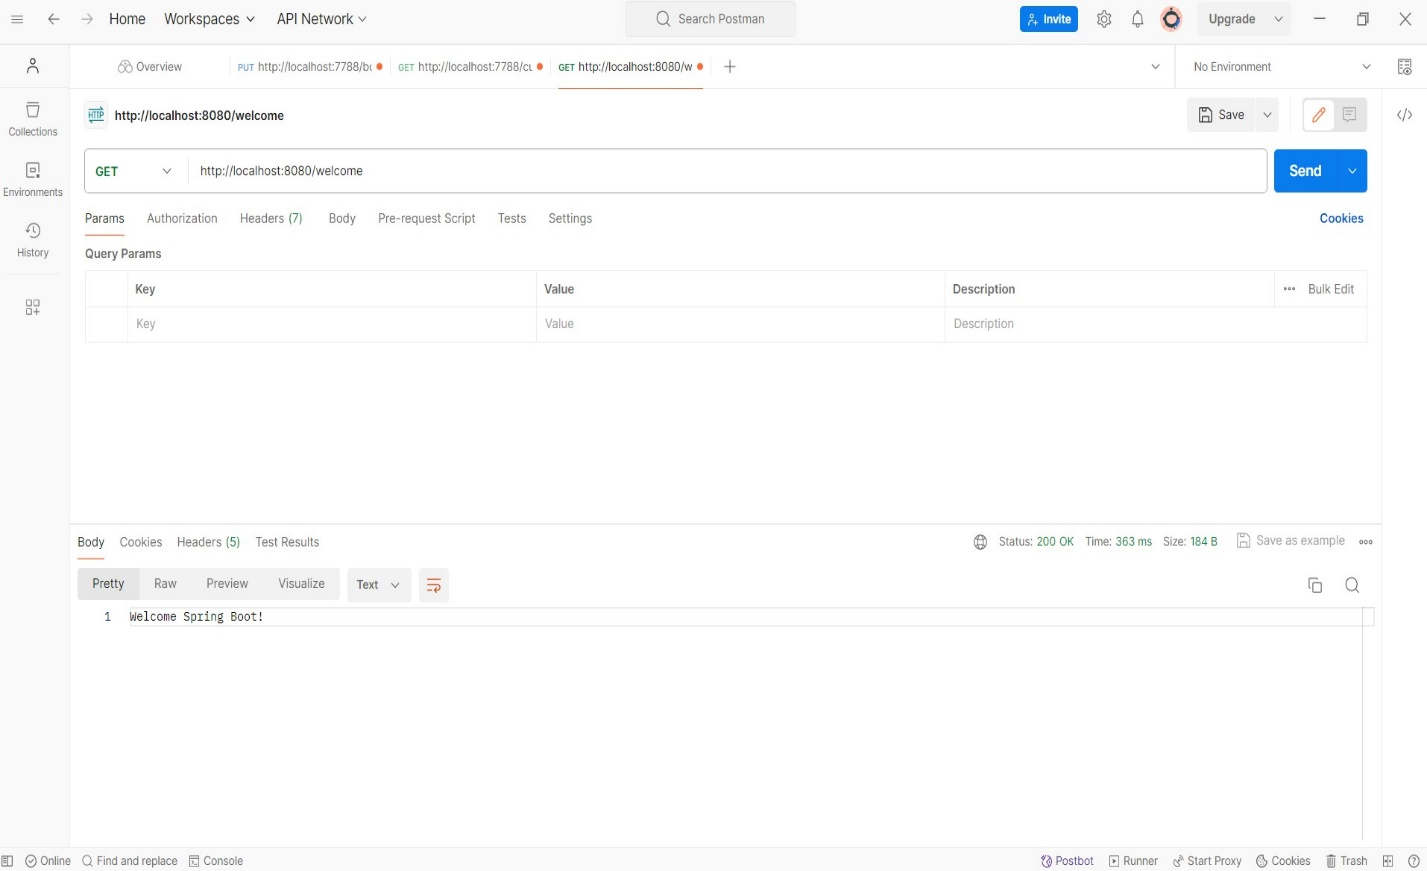 Home Workspaces API Network Search Postman Invite Upgrade
Overview PUT http://localhost:7788/bu GET http://localhost:7788/cu GET http://localhost:8080/w No Environment
HTTP http://localhost:8080/welcome Save
Collections
GET http://localhost:8080/welcome Send
Environments
Params Authorization Headers (7) Body Pre-request Script Tests Settings Cookies
History
Query Params
Key Value Description Bulk Edit
Key Value Description
Body Cookies Headers (5) Test Results Status: 200 OK Time: 363 ms Size: 184 B Save as example
Pretty Raw Preview Visualize Text
1 Welcome Spring Boot!
Online Find and replace Console Postbot Runner Start Proxy Cookies Trash